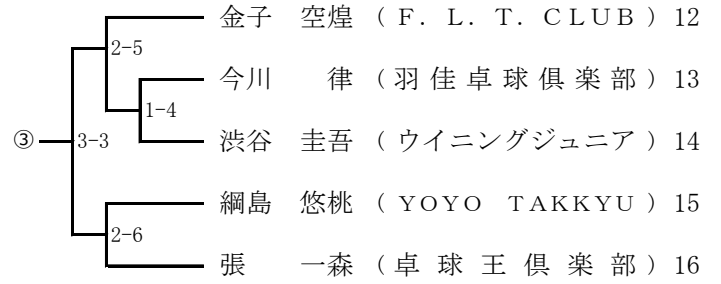 金子　空煌 （ Ｆ．Ｌ．Ｔ．ＣＬＵＢ ） 12
2-5
今川　　律 （ 羽佳卓球倶楽部 ） 13
1-4
③ 3-3 渋谷　圭吾 （ ウイニングジュニア ） 14
綱島　悠桃 （ ＹＯＹＯ　ＴＡＫＫＹＵ ） 15
2-6
張　　一森 （ 卓球王倶楽部 ） 16